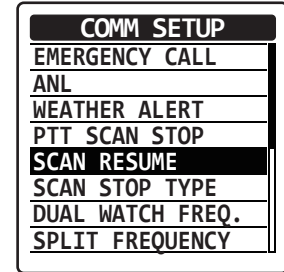 COMM SETUP
EMERGENCY CALL
ANL
WEATHER ALERT
PTT SCAN STOP
SCAN RESUME
SCAN STOP TYPE
DUAL WATCH FREQ.
SPLIT FREQUENCY